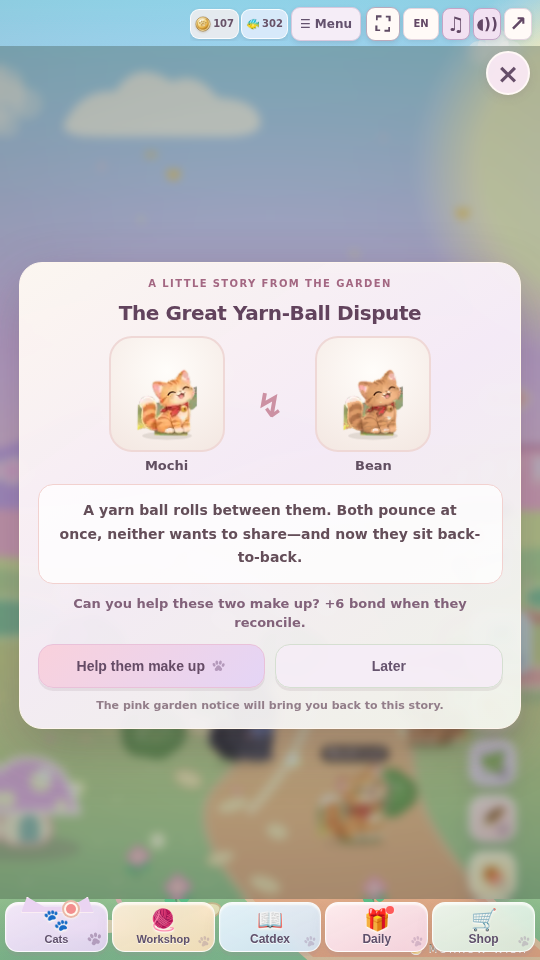 107
302
☰ Menu
EN
A LITTLE STORY FROM THE GARDEN
The Great Yarn-Ball Dispute
Mochi
Bean
A yarn ball rolls between them. Both pounce at
once, neither wants to share—and now they sit back-
to-back.
Can you help these two make up? +6 bond when they
reconcile.
Help them make up
Later
The pink garden notice will bring you back to this story.
Cats
Workshop
Catdex
Daily
Shop